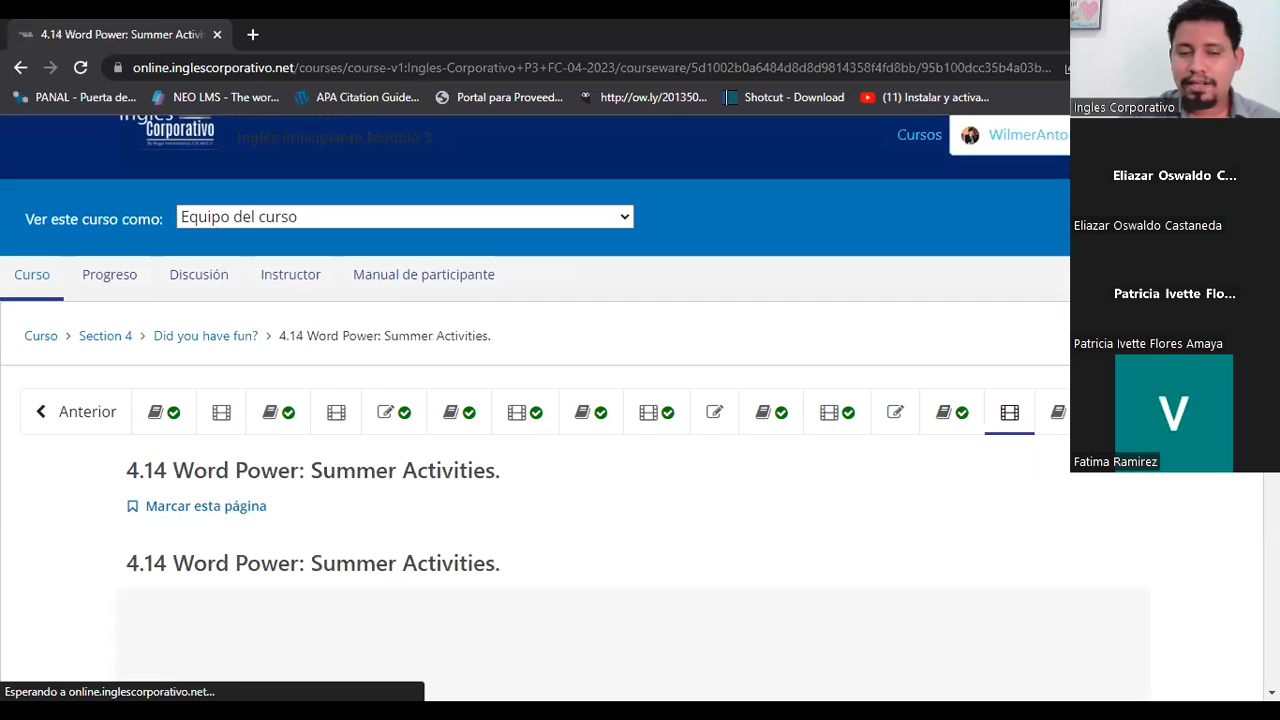 4.14 Word Power: Summer Activi
online.inglescorporativo.net/courses/course-v1:Ingles-Corporativo+P3+FC-04-2023/courseware/
PANAL - Puerta de...
NEO LMS - The wor...
APA Citation Guide...
Portal de Proveed...
http://ow.ly/201350...
Shotcut - Download
(11) Instalar y activa...
Corporativo
Inglés Principiante Módulo 3
Cursos
WilmerAnto
Ver este curso como:
Equipo del curso
Curso
Progreso
Discusión
Instructor
Manual de participante
Curso > Section 4 > Did you have fun? > 4.14 Word Power: Summer Activities.
Anterior
4.14 Word Power: Summer Activities.
Marcar esta página
4.14 Word Power: Summer Activities.
Esperando a online.inglescorporativo.net...
Ingles Corporativo
Eliazar Oswaldo C...
Eliazar Oswaldo Castaneda
Patricia Ivette Flo...
Patricia Ivette Flores Amaya
V
Fatima Ramirez